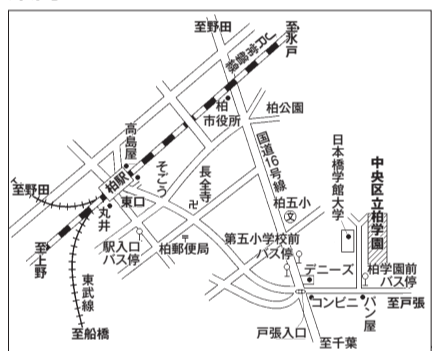 至野田
JR常磐線
至水戸
柏
市役所
柏公園
高島屋
柏駅
そごう
長全寺
国道16号線
日本橋学館大学
中央区立柏学園
至野田
丸井
東口
卍
柏五小
文
駅入口
バス停
〒
柏郵便局
第五小学校前
バス停
デニーズ
柏学園前
バス停
至上野
東武線
至船橋
コンビニ
パン屋
至戸張
戸張入口
至千葉